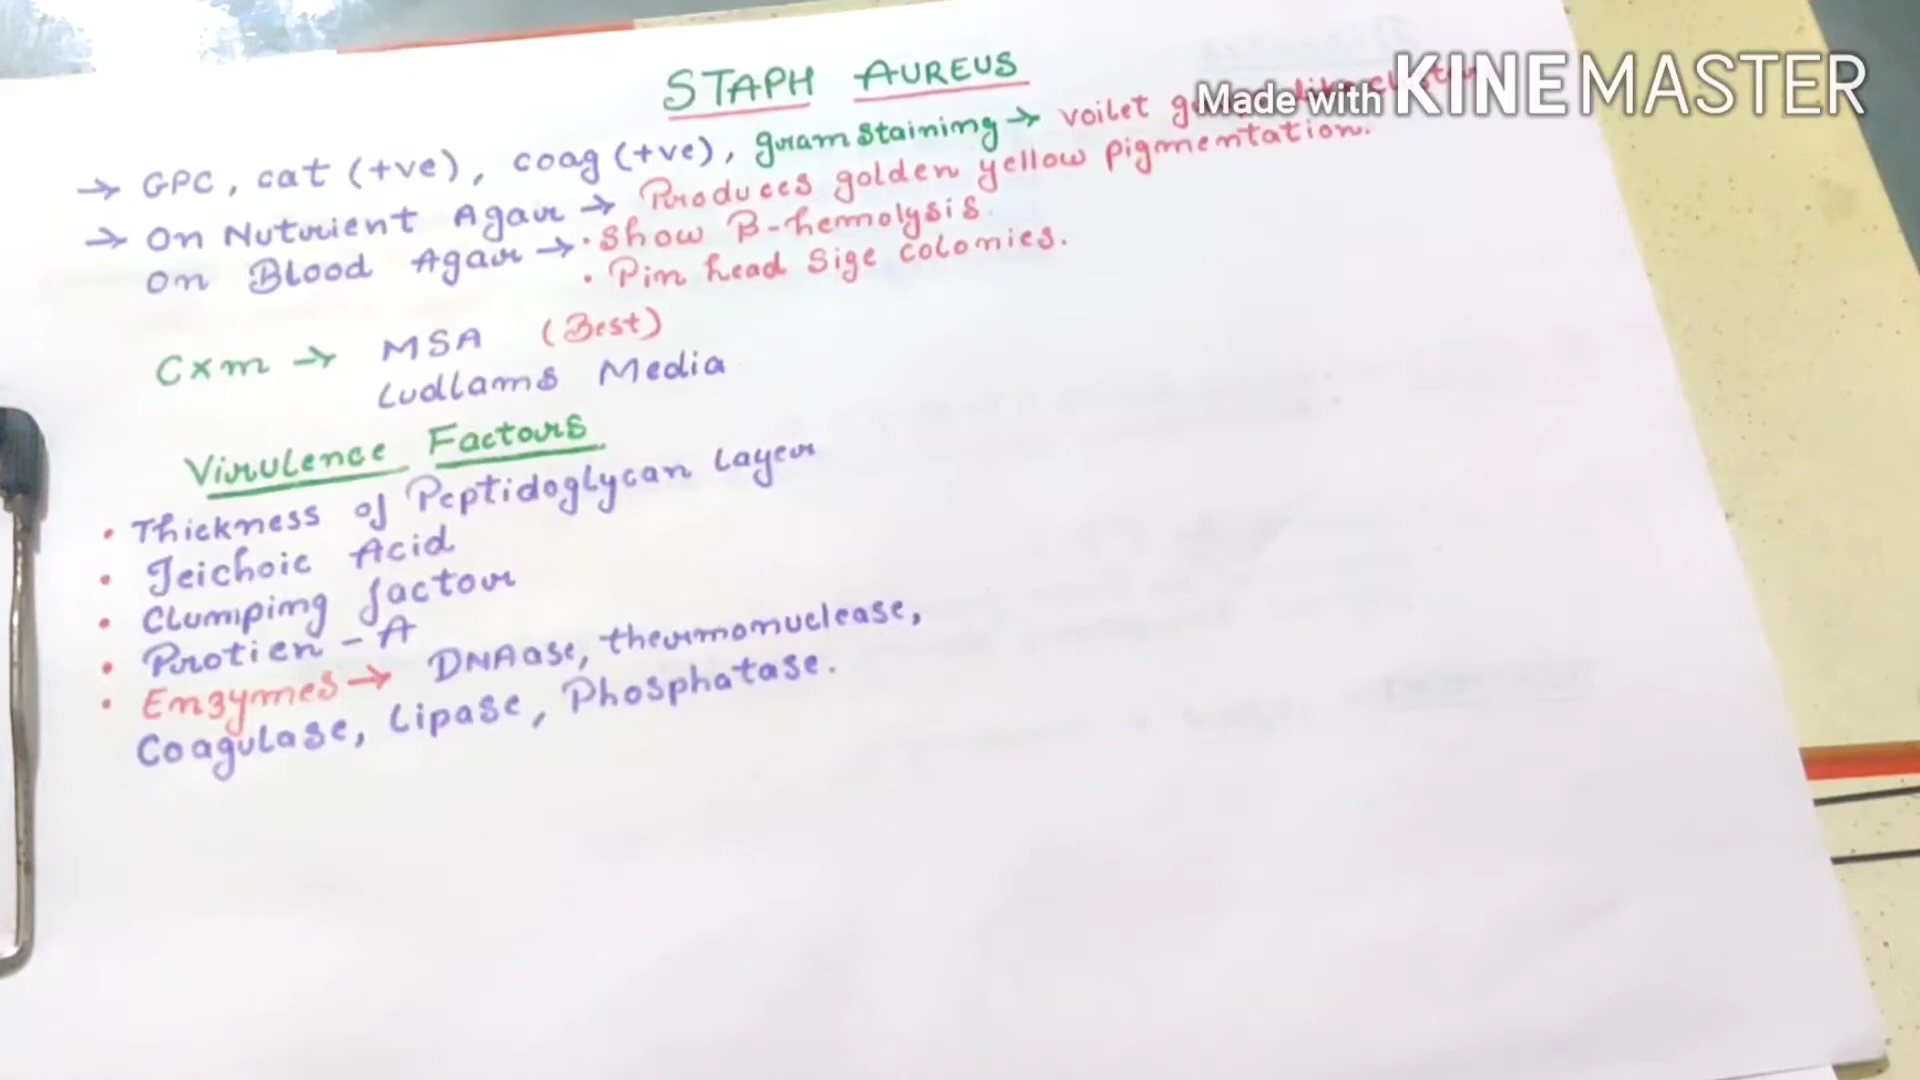 STAPH AUREUS
Made with KINEMASTER
→ GPC, cat (+ve), coag (+ve), gram staining → voilet
→ On Nutrient Agar → Produces golden yellow pigmentation.
On Blood Agar → • Show B-hemolysis.
• Pin head size colonies.
Cxm → MSA (Best)
Ludlams Media
Virulence Factors
• Thickness of Peptidoglycan Layer
• Teichoic Acid
• Clumping factor
• Protien - A
• Enzymes → DNAase, thermonuclease,
Coagulase, Lipase, Phosphatase.